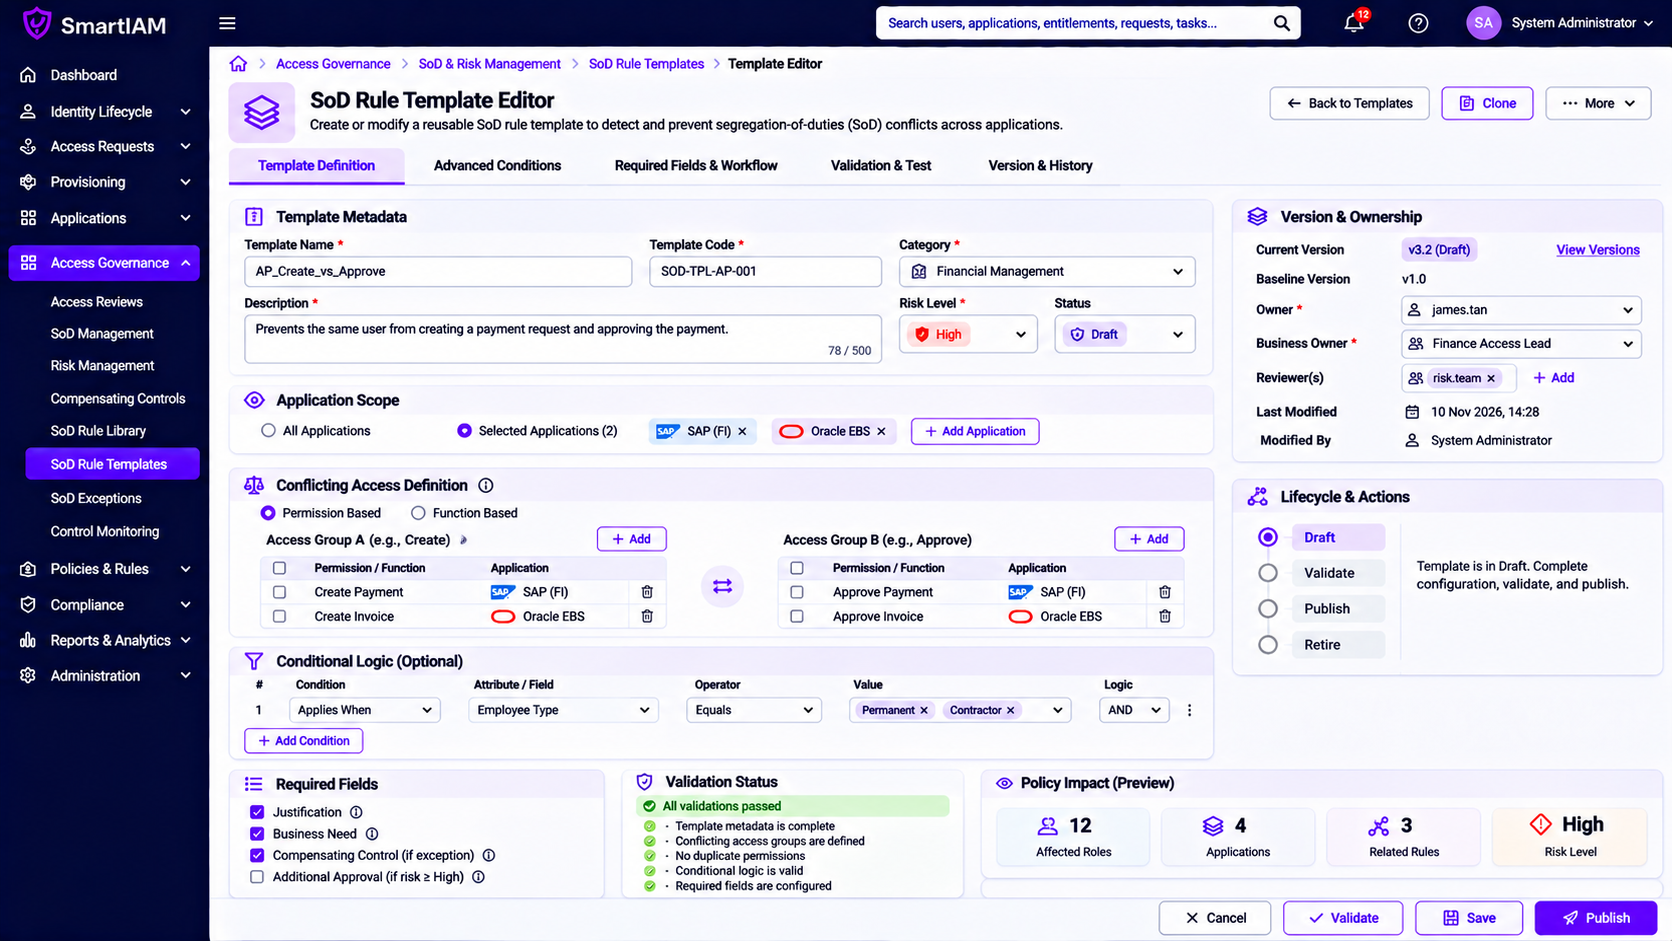 SmartIAM
Search users, applications, entitlements, requests, tasks...
12
SA
System Administrator
Dashboard
Identity Lifecycle
Access Requests
Provisioning
Applications
Access Governance
Access Reviews
SoD Management
Risk Management
Compensating Controls
SoD Rule Library
SoD Rule Templates
SoD Exceptions
Control Monitoring
Policies & Rules
Compliance
Reports & Analytics
Administration
Access Governance > SoD & Risk Management > SoD Rule Templates > Template Editor
SoD Rule Template Editor
Create or modify a reusable SoD rule template to detect and prevent segregation-of-duties (SoD) conflicts across applications.
← Back to Templates
Clone
··· More
Template Definition
Advanced Conditions
Required Fields & Workflow
Validation & Test
Version & History
Template Metadata
Template Name *
Template Code *
Category *
AP_Create_vs_Approve
SOD-TPL-AP-001
Financial Management
Description *
Risk Level *
Status
Prevents the same user from creating a payment request and approving the payment.
78 / 500
High
Draft
Application Scope
All Applications
Selected Applications (2)
SAP SAP (FI) ×
Oracle EBS ×
+ Add Application
Conflicting Access Definition
Permission Based
Function Based
Access Group A (e.g., Create)
+ Add
Permission / Function
Application
Create Payment
SAP SAP (FI)
Create Invoice
Oracle EBS
Access Group B (e.g., Approve)
+ Add
Permission / Function
Application
Approve Payment
SAP SAP (FI)
Approve Invoice
Oracle EBS
Conditional Logic (Optional)
# Condition Attribute / Field Operator Value Logic
1 Applies When Employee Type Equals Permanent × Contractor × AND
+ Add Condition
Required Fields
Justification
Business Need
Compensating Control (if exception)
Additional Approval (if risk ≥ High)
Validation Status
All validations passed
· Template metadata is complete
· Conflicting access groups are defined
· No duplicate permissions
· Conditional logic is valid
· Required fields are configured
Policy Impact (Preview)
12
Affected Roles
4
Applications
3
Related Rules
High
Risk Level
Version & Ownership
Current Version v3.2 (Draft) View Versions
Baseline Version v1.0
Owner * james.tan
Business Owner * Finance Access Lead
Reviewer(s) risk.team × + Add
Last Modified 10 Nov 2026, 14:28
Modified By System Administrator
Lifecycle & Actions
Draft
Validate
Publish
Retire
Template is in Draft. Complete
configuration, validate, and publish.
× Cancel
Validate
Save
Publish